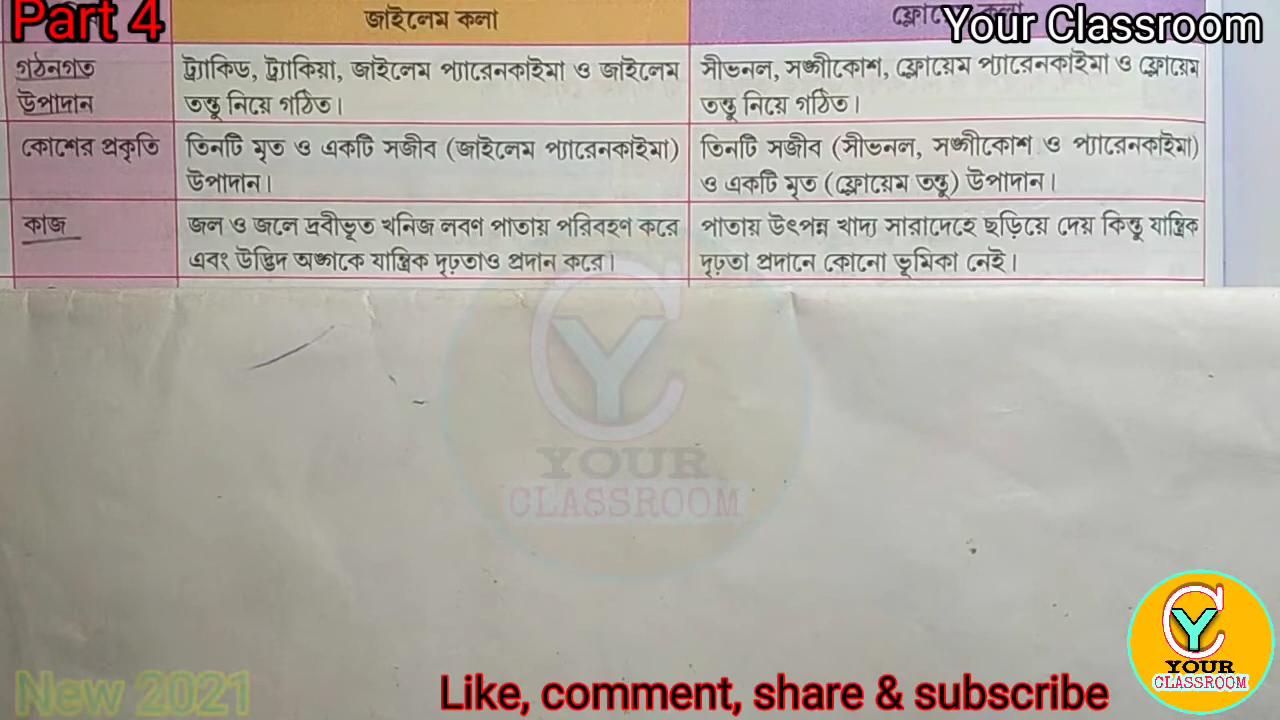 Part 4
জাইলেম কলা
ফ্লোয়েম কলা
Your Classroom
গঠনগত
উপাদান
ট্র্যাকিড, ট্র্যাকিয়া, জাইলেম প্যারেনকাইমা ও জাইলেম
তন্তু নিয়ে গঠিত।
সীভনল, সঙ্গীকোশ, ফ্লোয়েম প্যারেনকাইমা ও ফ্লোয়েম
তন্তু নিয়ে গঠিত।
কোশের প্রকৃতি
তিনটি মৃত ও একটি সজীব (জাইলেম প্যারেনকাইমা)
উপাদান।
তিনটি সজীব (সীভনল, সঙ্গীকোশ ও প্যারেনকাইমা)
ও একটি মৃত (ফ্লোয়েম তন্তু) উপাদান।
কাজ
জল ও জলে দ্রবীভূত খনিজ লবণ পাতায় পরিবহণ করে
এবং উদ্ভিদ অঙ্গকে যান্ত্রিক দৃঢ়তাও প্রদান করে।
পাতায় উৎপন্ন খাদ্য সারাদেহে ছড়িয়ে দেয় কিন্তু যান্ত্রিক
দৃঢ়তা প্রদানে কোনো ভূমিকা নেই।
CY
YOUR
CLASSROOM
CY
YOUR
CLASSROOM
New 2021
Like, comment, share & subscribe